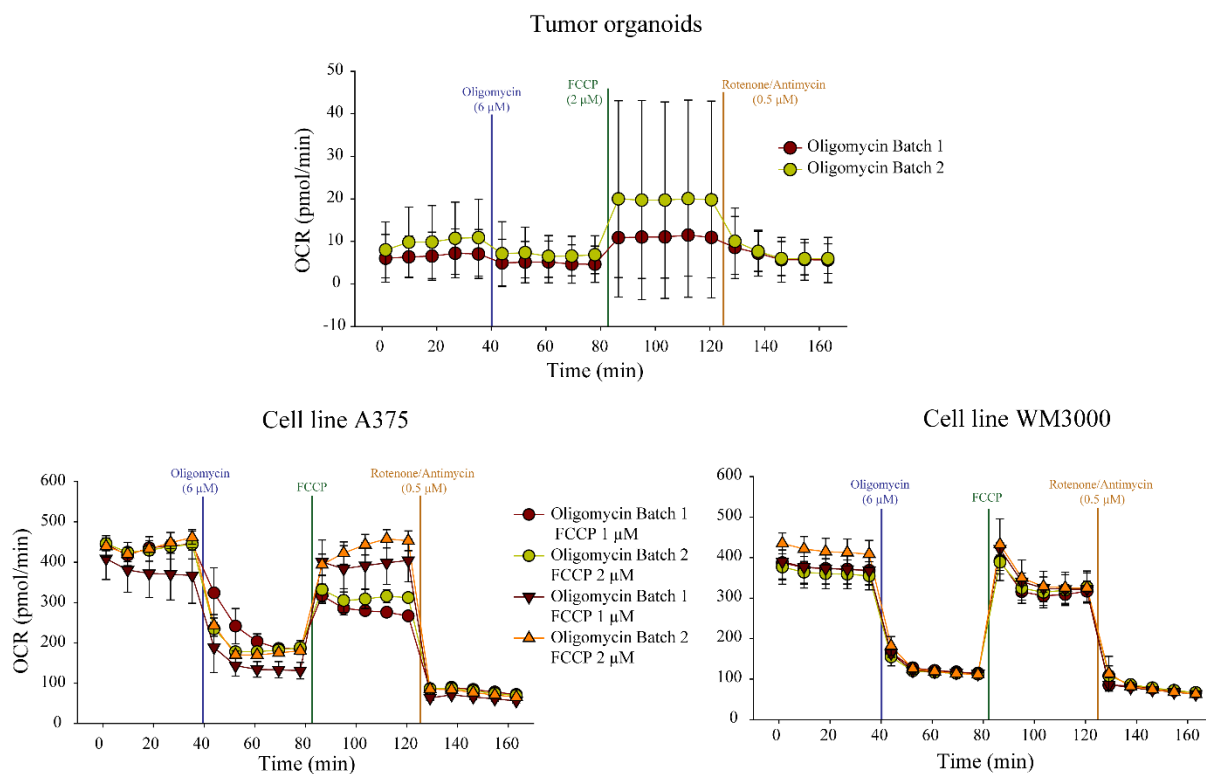 Tumor organoids
50
40
30
20
10
0
-10
OCR (pmol/min)
Oligomycin
(6 µM)
FCCP
(2 µM)
Rotenone/Antimycin
(0.5 µM)
Oligomycin Batch 1
Oligomycin Batch 2
0 20 40 60 80 100 120 140 160
Time (min)
Cell line A375
600
500
400
300
200
100
0
OCR (pmol/min)
Oligomycin
(6 µM)
FCCP
Rotenone/Antimycin
(0.5 µM)
0 20 40 60 80 100 120 140 160
Time (min)
Oligomycin Batch 1
FCCP 1 µM
Oligomycin Batch 2
FCCP 2 µM
Oligomycin Batch 1
FCCP 1 µM
Oligomycin Batch 2
FCCP 2 µM
Cell line WM3000
600
500
400
300
200
100
0
Oligomycin
(6 µM)
FCCP
Rotenone/Antimycin
(0.5 µM)
0 20 40 60 80 100 120 140 160
Time (min)